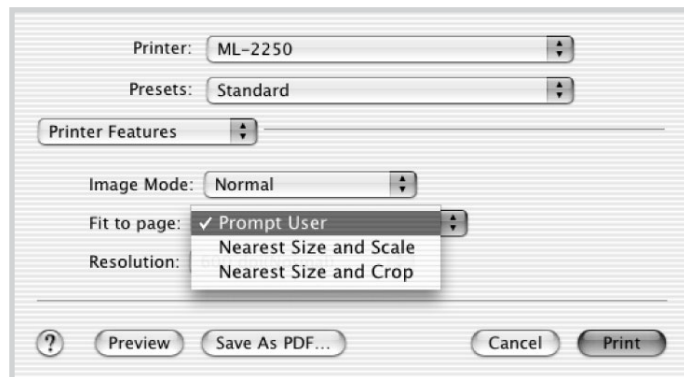 Printer: ML-2250
Presets: Standard
Printer Features
Image Mode: Normal
Fit to page: ✓ Prompt User
Nearest Size and Scale
Resolution:
Nearest Size and Crop
? Preview Save As PDF... Cancel Print